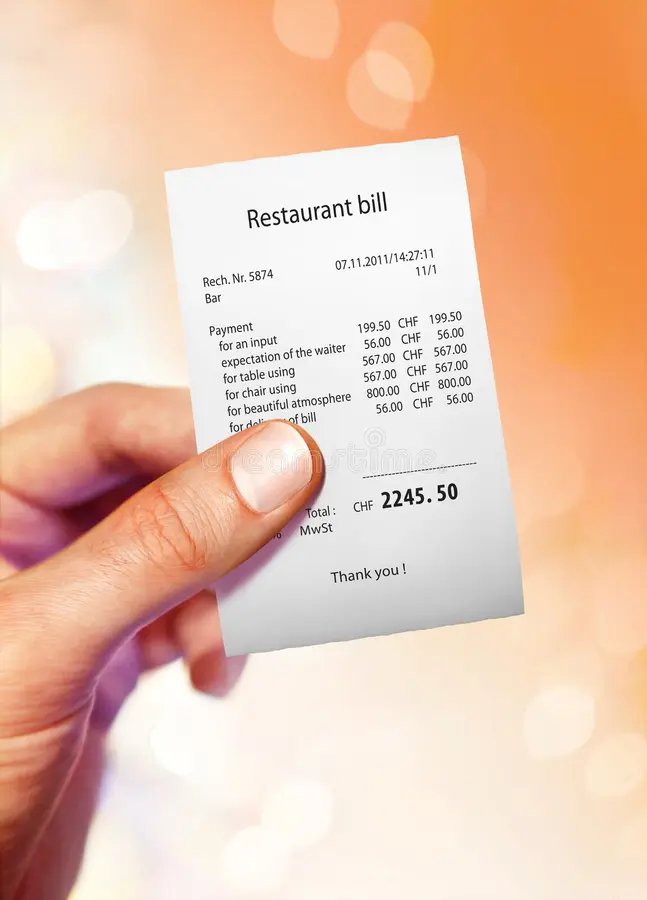 Restaurant bill
Rech. Nr. 5874 07.11.2011/14:27:11
Bar 11/1
Payment
for an input 199.50 CHF 199.50
expectation of the waiter 56.00 CHF 56.00
for table using 567.00 CHF 567.00
for chair using 567.00 CHF 567.00
for beautiful atmosphere 800.00 CHF 800.00
of bill 56.00 CHF 56.00
dreamstime
Total : CHF 2245.50
% MwSt
Thank you !